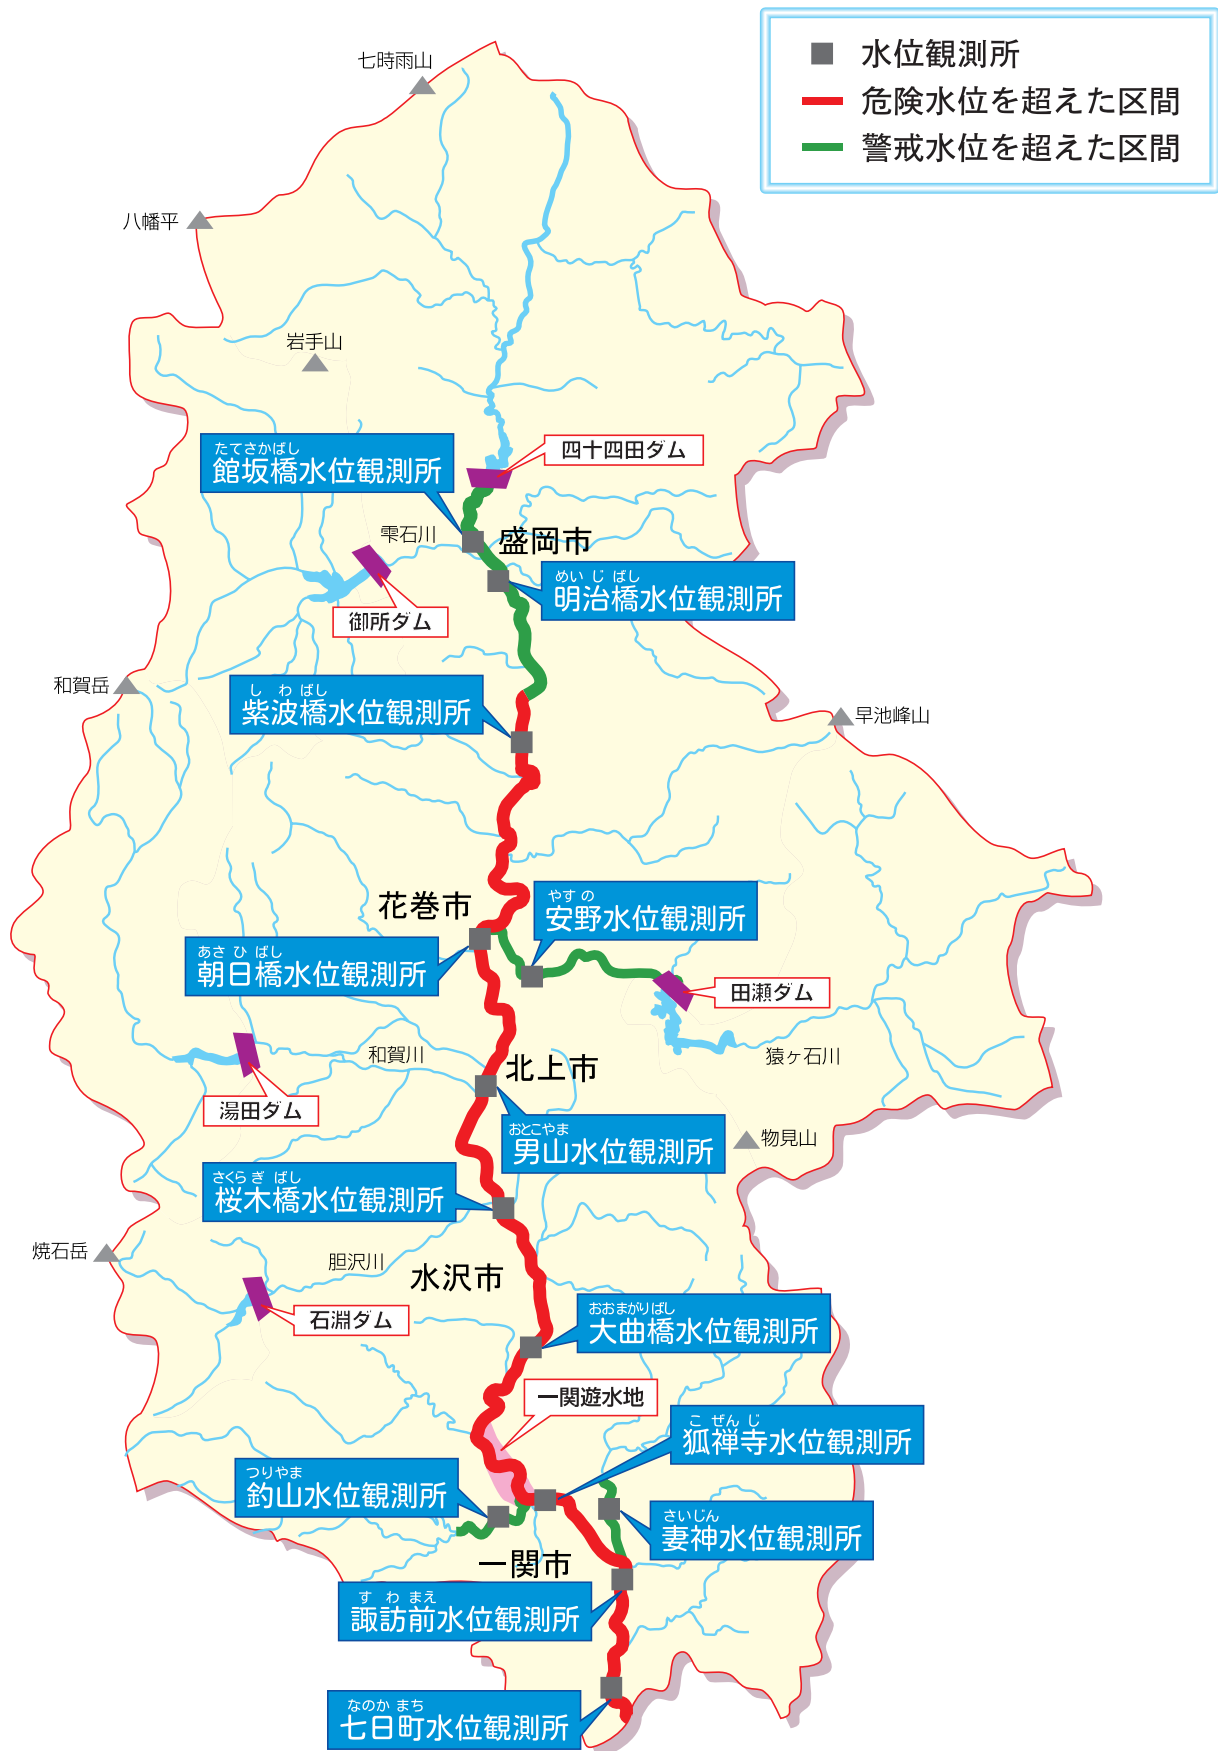 水位観測所
危険水位を超えた区間
警戒水位を超えた区間
七時雨山
八幡平
岩手山
たてさかばし
館坂橋水位観測所
四十四田ダム
雫石川
盛岡市
めいじばし
明治橋水位観測所
御所ダム
和賀岳
しわばし
紫波橋水位観測所
早池峰山
花巻市
やすの
安野水位観測所
あさひばし
朝日橋水位観測所
田瀬ダム
和賀川
北上市
猿ヶ石川
湯田ダム
おとこやま
男山水位観測所
物見山
さくらぎばし
桜木橋水位観測所
焼石岳
胆沢川
水沢市
石淵ダム
おおまがりばし
大曲橋水位観測所
一関遊水地
こぜんじ
狐禅寺水位観測所
つりやま
釣山水位観測所
さいじん
妻神水位観測所
一関市
すわまえ
諏訪前水位観測所
なのかまち
七日町水位観測所